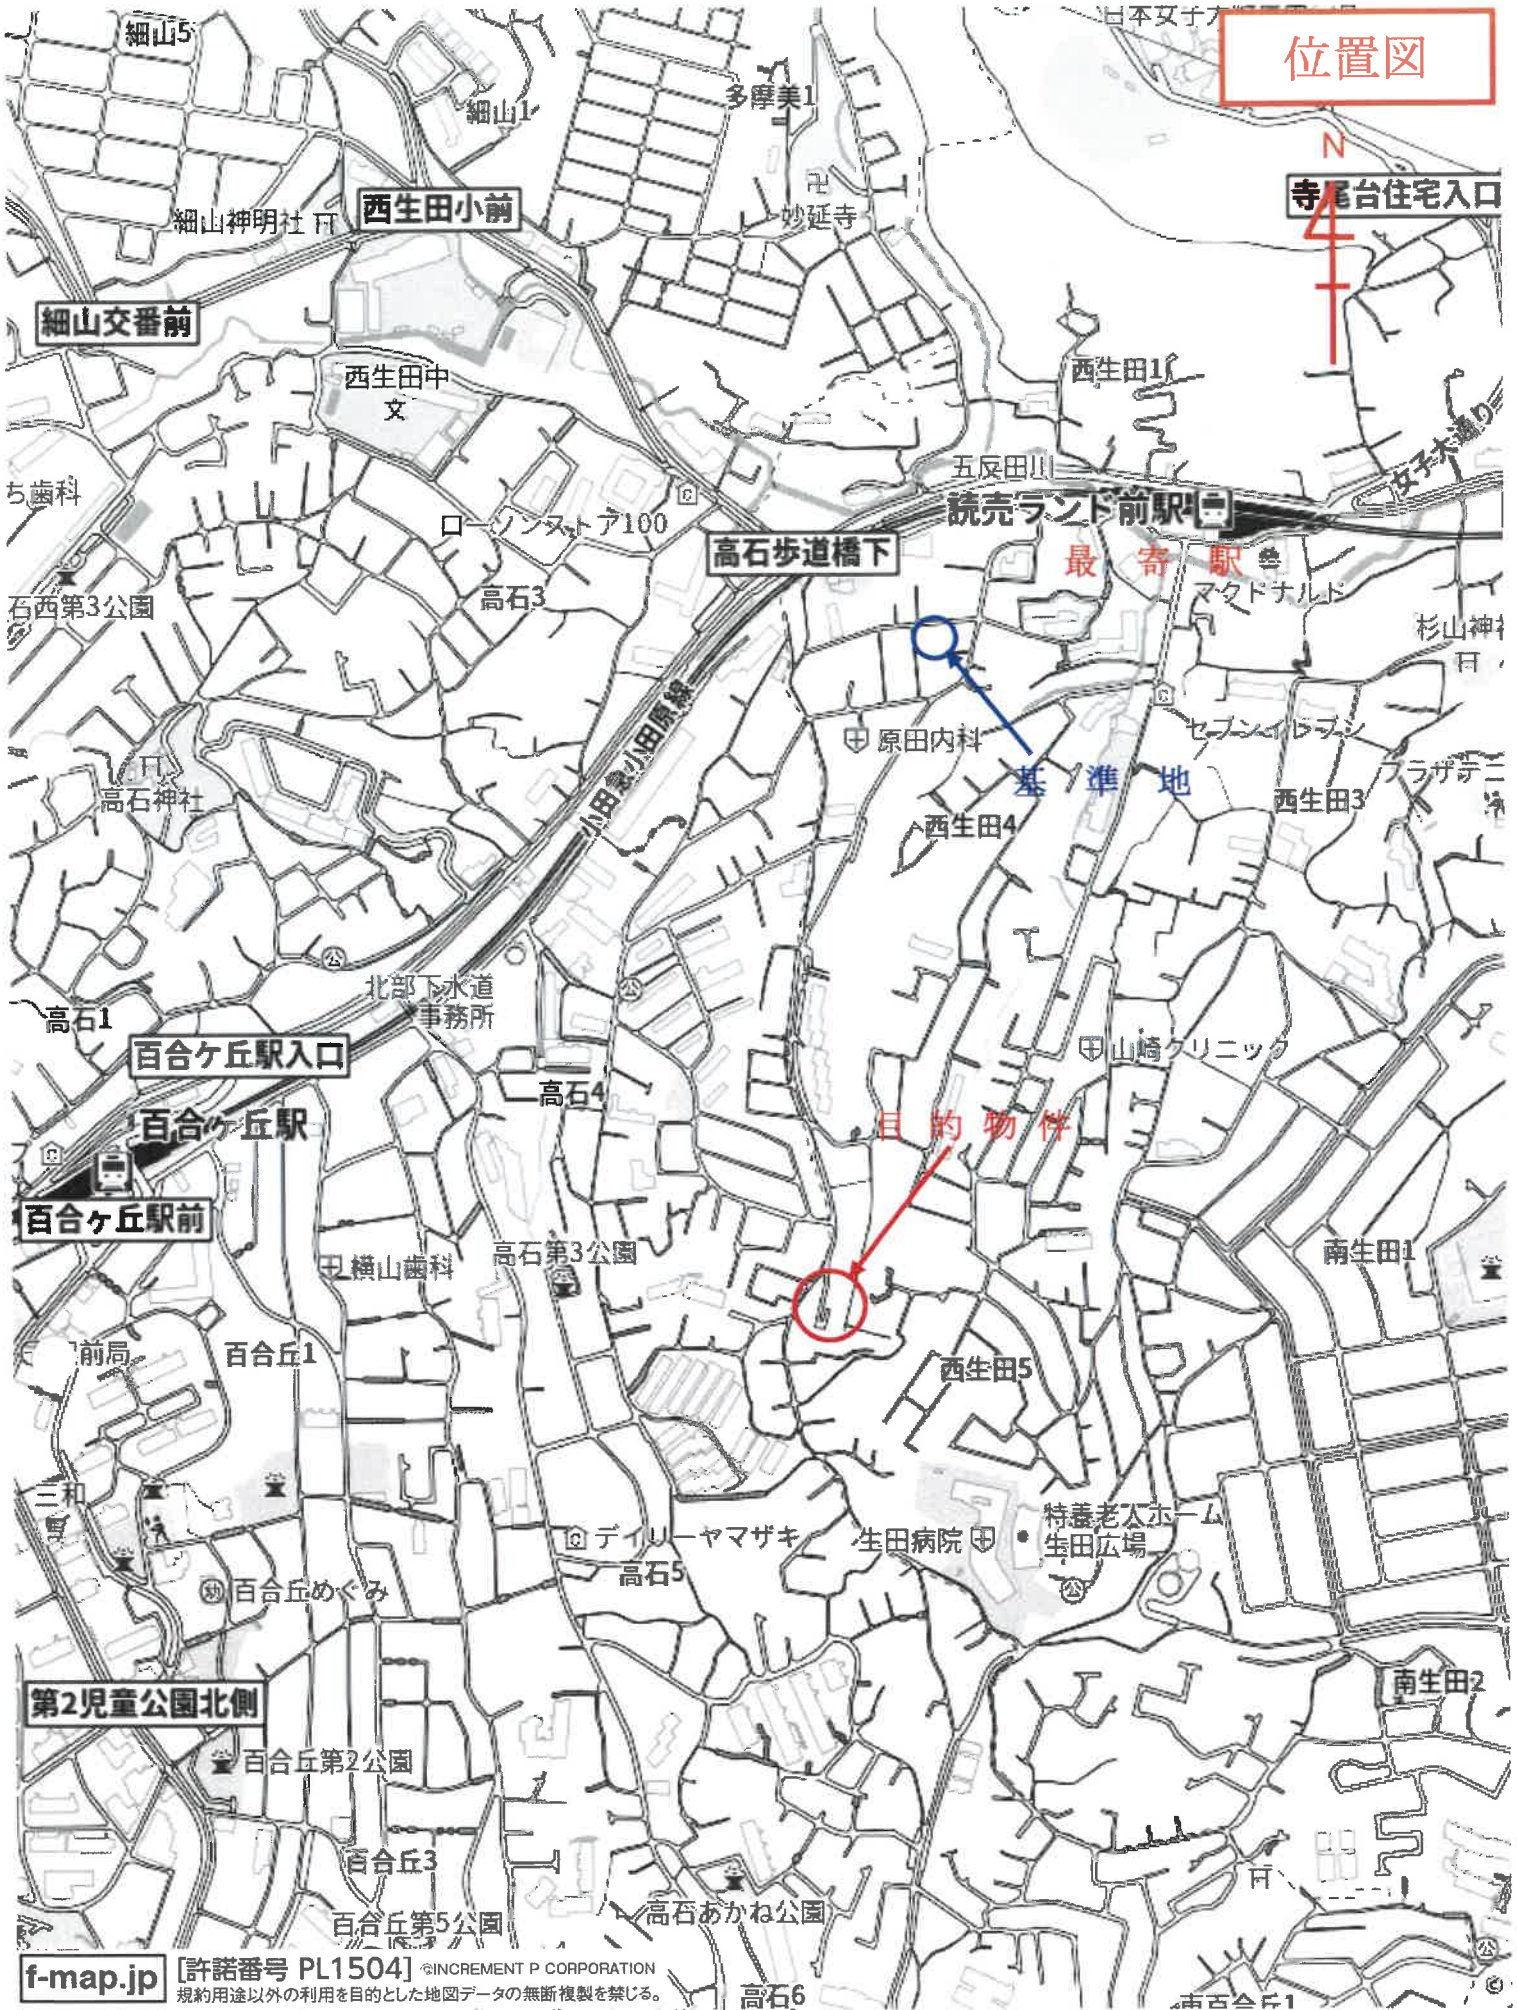 細山5
位置図
細山1
多摩美1
N
卍
妙延寺
寺尾台住宅入口
西生田小前
細山神明社
細山交番前
西生田中
文
西生田1
女子大通り
五反田川
読売ランド前駅
ローソンストア100
高石歩道橋下
最寄駅
マクドナルド
高石3
石西第3公園
小田急小田原線
原田内科
セブンイレブン
基準地
高石神社
西生田4
西生田3
公
北部下水道
事務所
公
高石1
百合ケ丘駅入口
山崎クリニック
高石4
百合ヶ丘駅
目的物件
百合ヶ丘駅前
横山歯科
高石第3公園
南生田1
前局
百合丘1
西生田5
三和
デイリーヤマザキ
生田病院
特養老人ホーム
生田広場
公
高石5
幼
百合丘めぐみ
第2児童公園北側
南生田2
百合丘第2公園
百合丘3
百合丘第5公園
高石あかね公園
公
f-map.jp
[許諾番号 PL1504] ©INCREMENT P CORPORATION
規約用途以外の利用を目的とした地図データの無断複製を禁じる。
高石6
東百合丘1
©